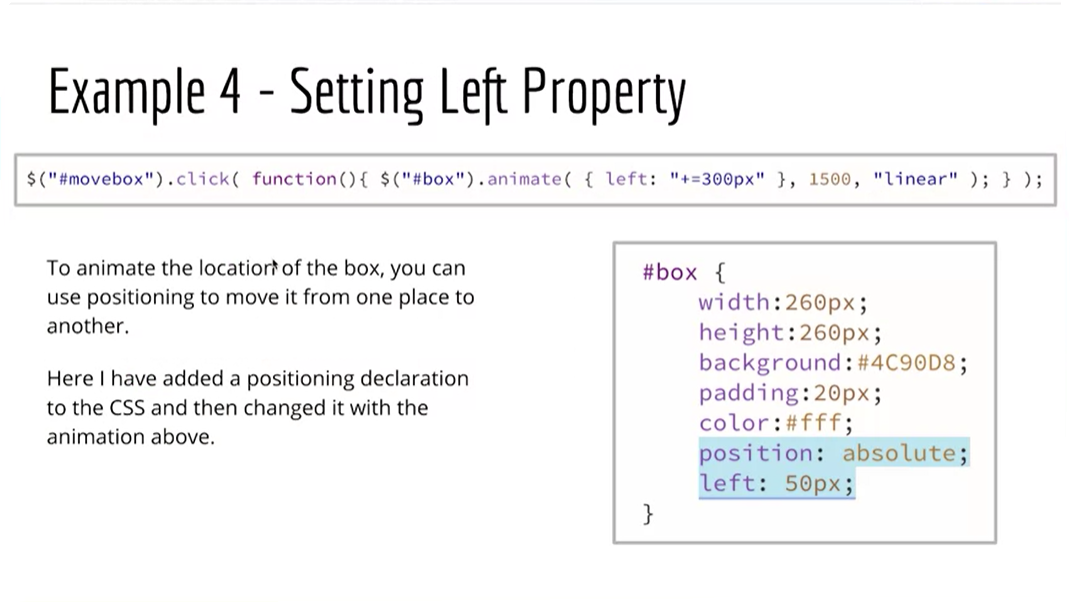 Example 4 - Setting Left Property
$("#movebox").click( function(){ $("#box").animate( { left: "+=300px" }, 1500, "linear" ); } );
To animate the location of the box, you can
use positioning to move it from one place to
another.
Here I have added a positioning declaration
to the CSS and then changed it with the
animation above.
#box {
width:260px;
height:260px;
background:#4C90D8;
padding:20px;
color:#fff;
position: absolute;
left: 50px;
}